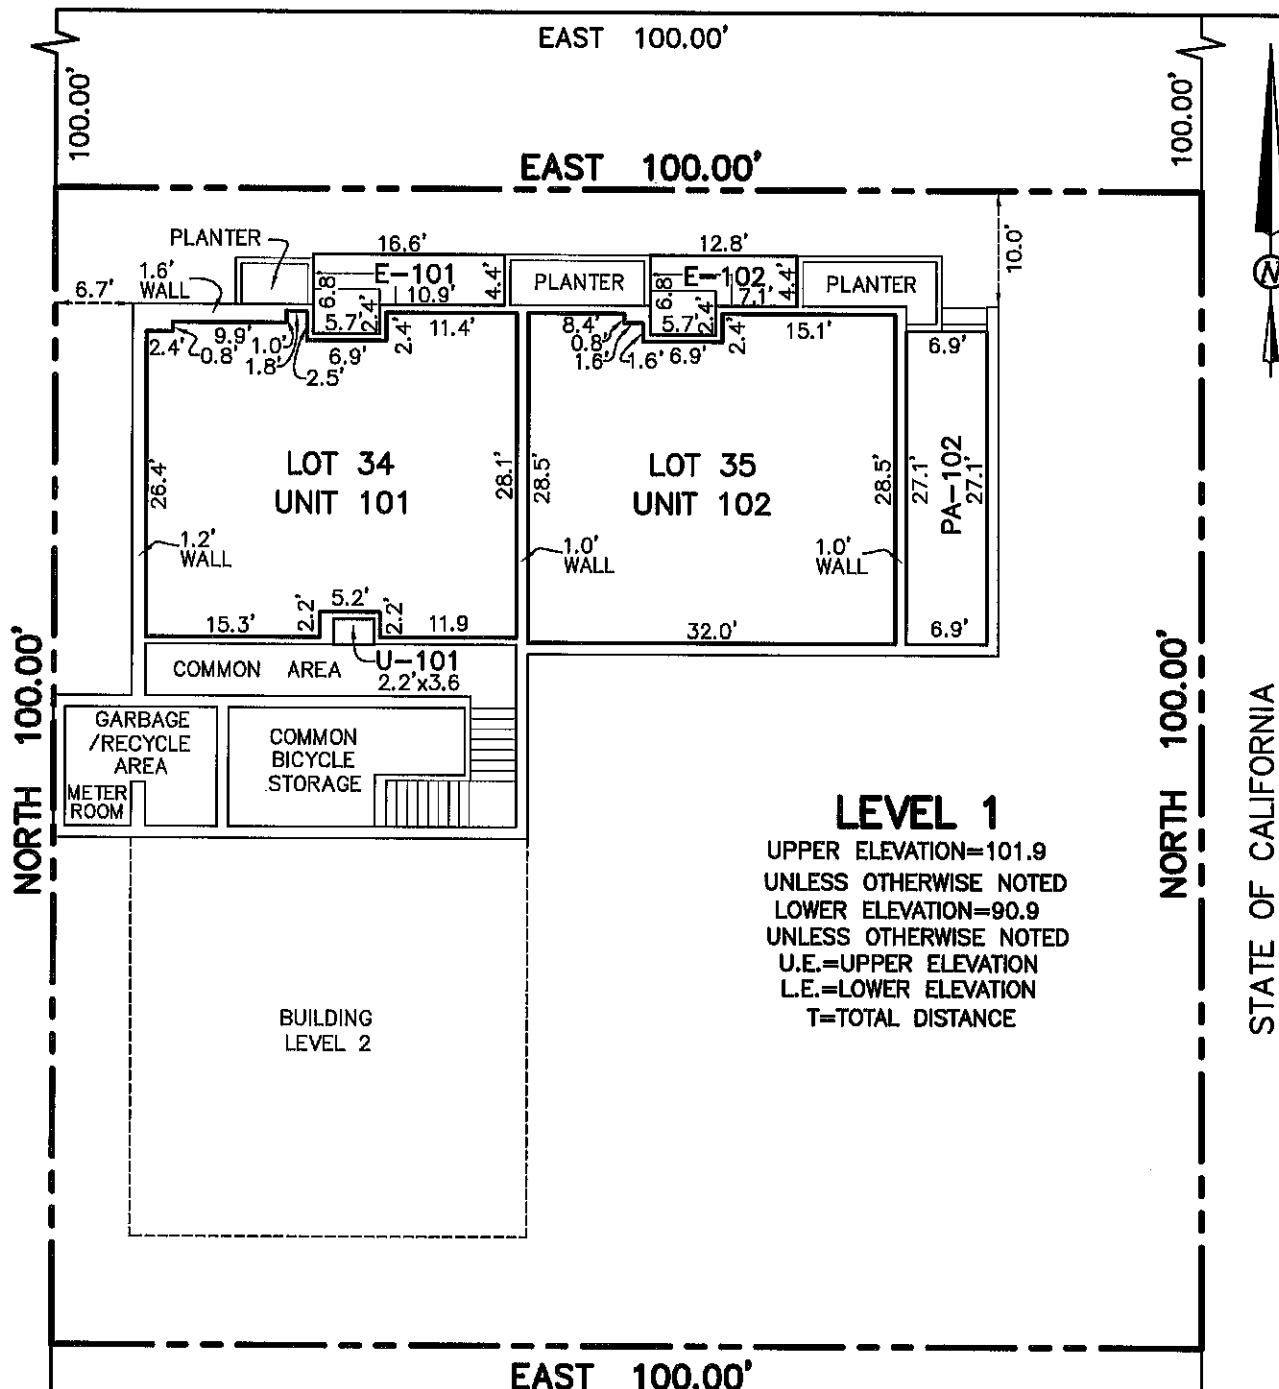 EAST 100.00'
100.00'
100.00'
EAST 100.00'
N
10.0'
PLANTER
1.6'
WALL
6.7'
16.6'
E-101
6.8'
10.9'
4.4'
5.7'
2.4'
PLANTER
12.8'
E-102
6.8'
7.1'
4.4'
5.7'
2.4'
PLANTER
2.4'
0.8'
9.9'
1.0'
1.8'
2.5'
6.9'
2.4'
11.4'
8.4'
0.8'
1.6'
1.6'
6.9'
2.4'
15.1'
6.9'
LOT 34
UNIT 101
26.4'
28.1'
LOT 35
UNIT 102
28.5'
28.5'
27.1'
PA-102
27.1'
1.2'
WALL
1.0'
WALL
1.0'
WALL
15.3'
2.2'
5.2'
2.2'
11.9
32.0'
6.9'
COMMON AREA
U-101
2.2'x3.6
GARBAGE
/RECYCLE
AREA
METER
ROOM
COMMON
BICYCLE
STORAGE
NORTH 100.00'
NORTH 100.00'
STATE OF CALIFORNIA
LEVEL 1
UPPER ELEVATION=101.9
UNLESS OTHERWISE NOTED
LOWER ELEVATION=90.9
UNLESS OTHERWISE NOTED
U.E.=UPPER ELEVATION
L.E.=LOWER ELEVATION
T=TOTAL DISTANCE
BUILDING
LEVEL 2
EAST 100.00'